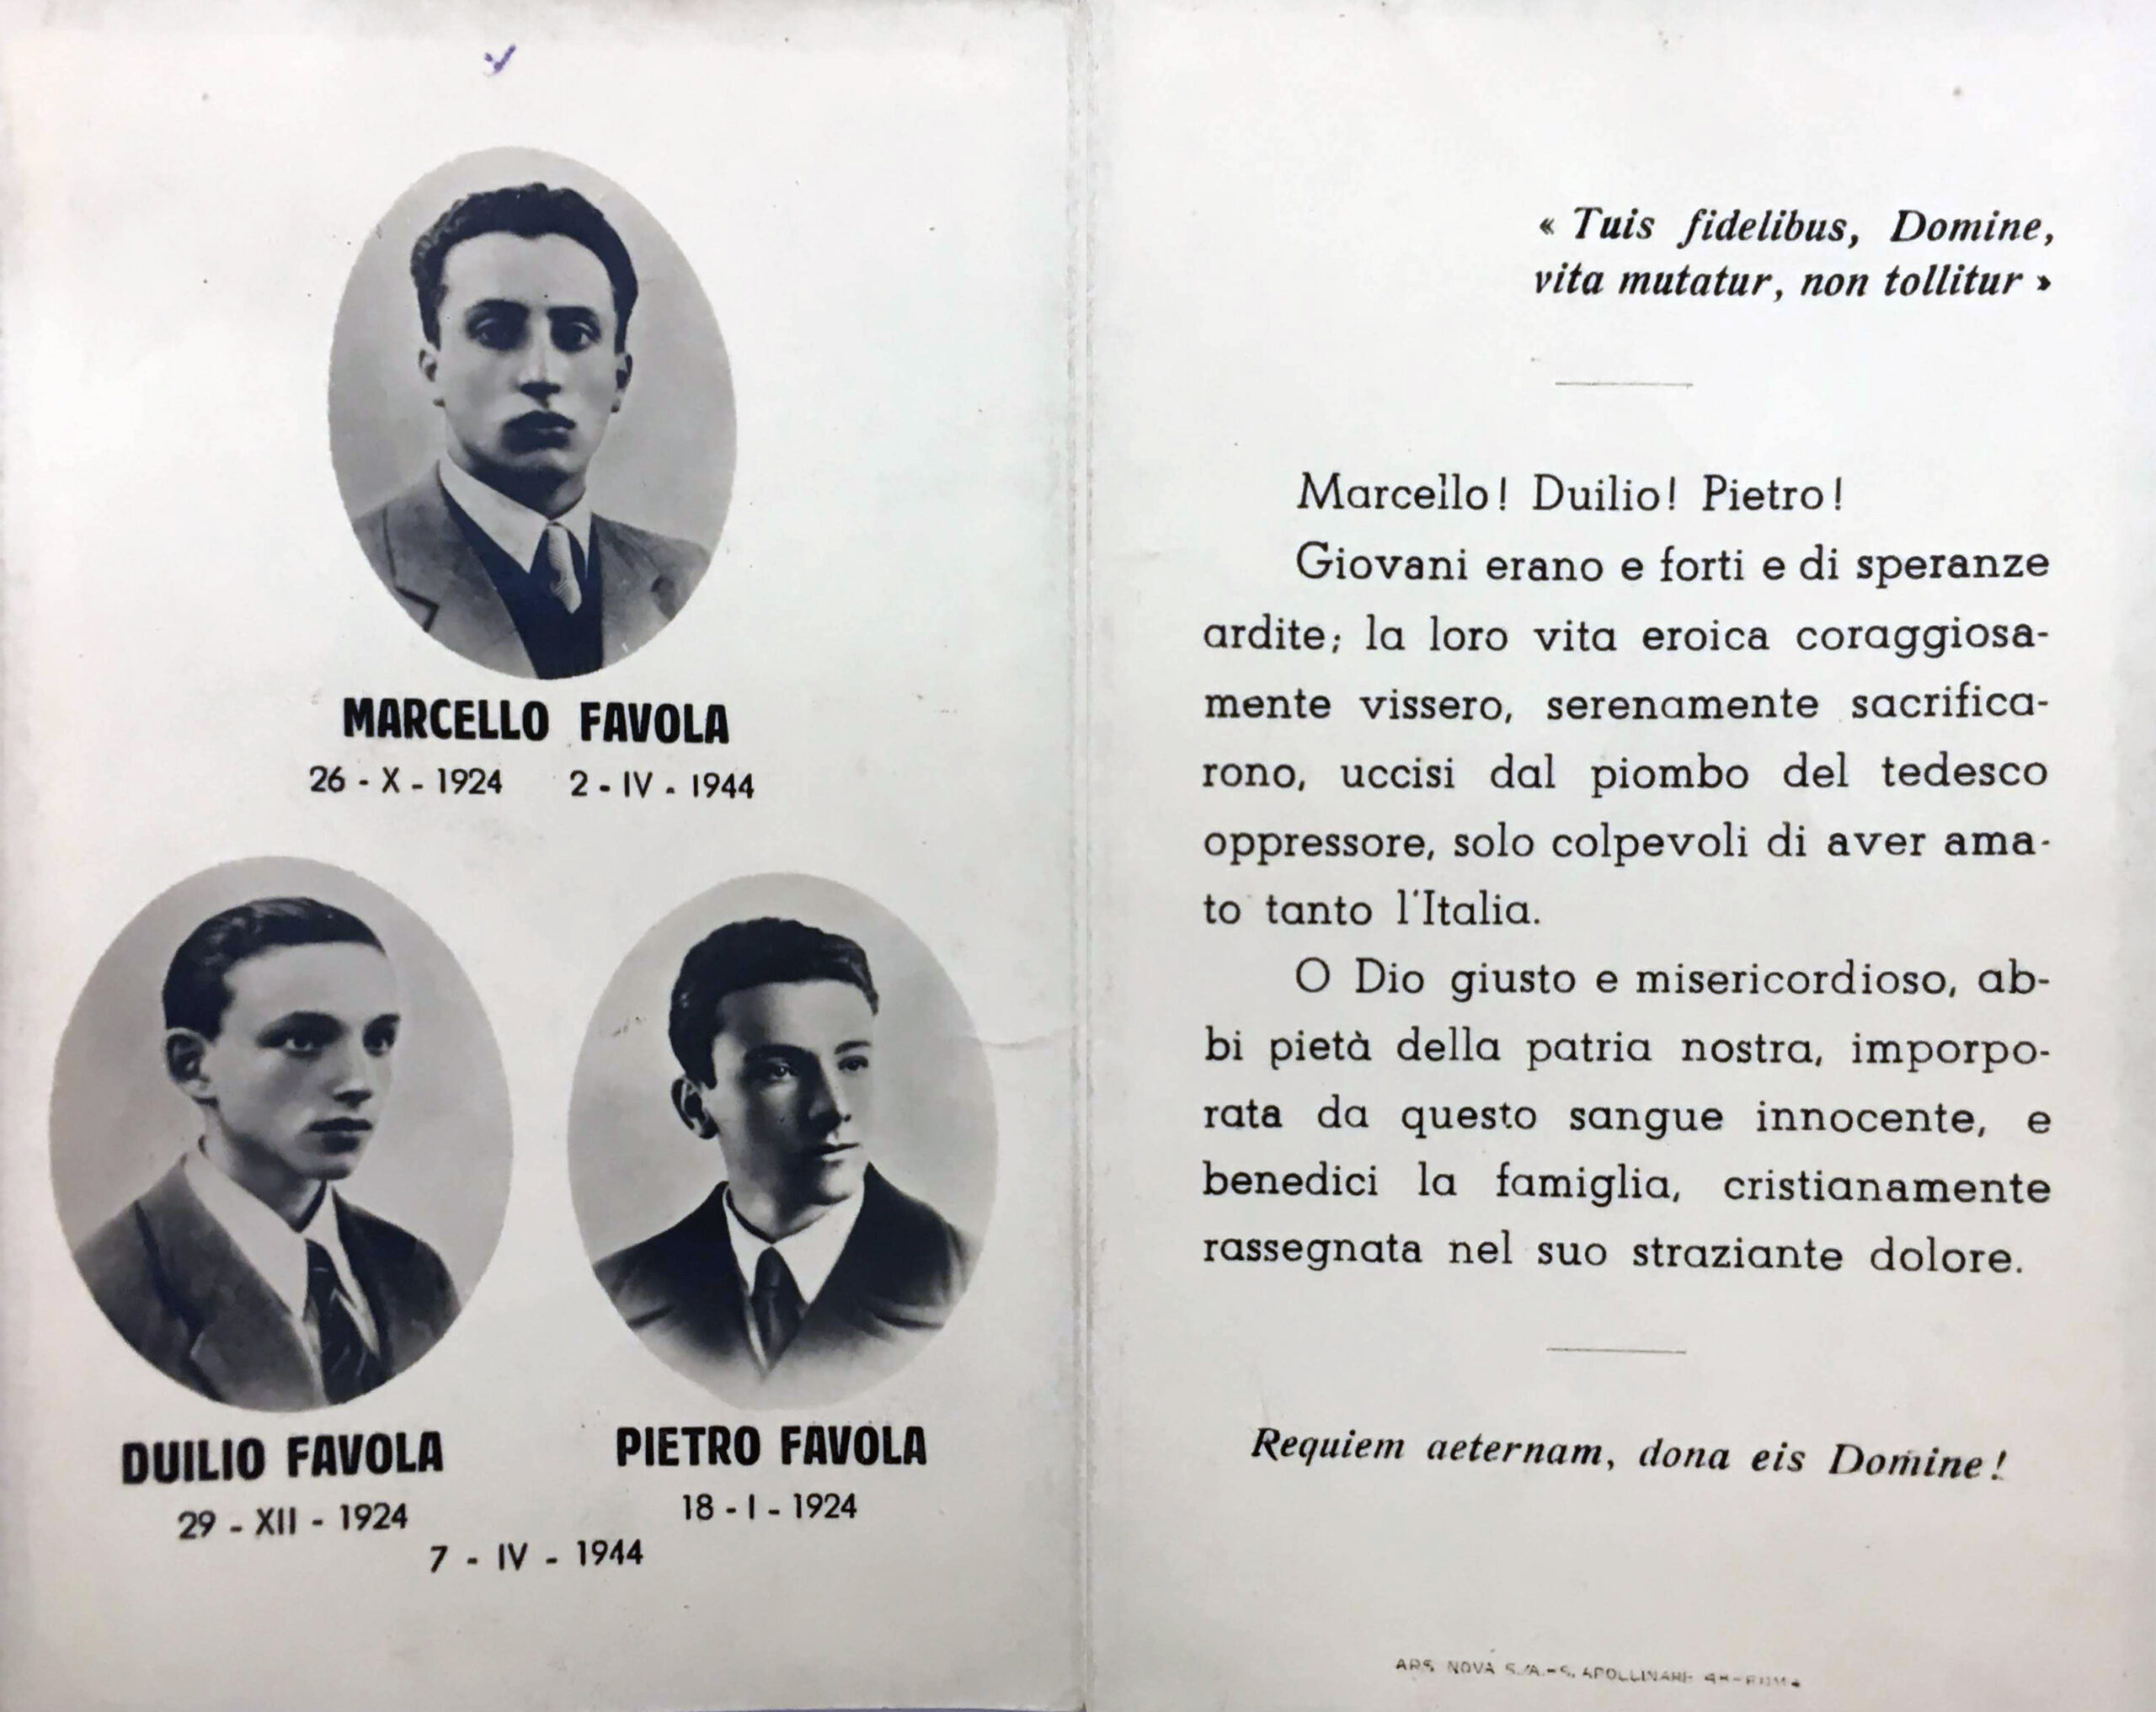 MARCELLO FAVOLA
26 - X - 1924 2 - IV - 1944
DUILIO FAVOLA
29 - XII - 1924
PIETRO FAVOLA
18 - I - 1924
7 - IV - 1944
« Tuis fidelibus, Domine,
vita mutatur, non tollitur »
Marcello! Duilio! Pietro!
Giovani erano e forti e di speranze
ardite; la loro vita eroica coraggiosa-
mente vissero, serenamente sacrifica-
rono, uccisi dal piombo del tedesco
oppressore, solo colpevoli di aver ama-
to tanto l'Italia.
O Dio giusto e misericordioso, ab-
bi pietà della patria nostra, imporpo-
rata da questo sangue innocente, e
benedici la famiglia, cristianamente
rassegnata nel suo straziante dolore.
Requiem aeternam, dona eis Domine!
ARS NOVA S.A. - S. APOLLINARE ROMA